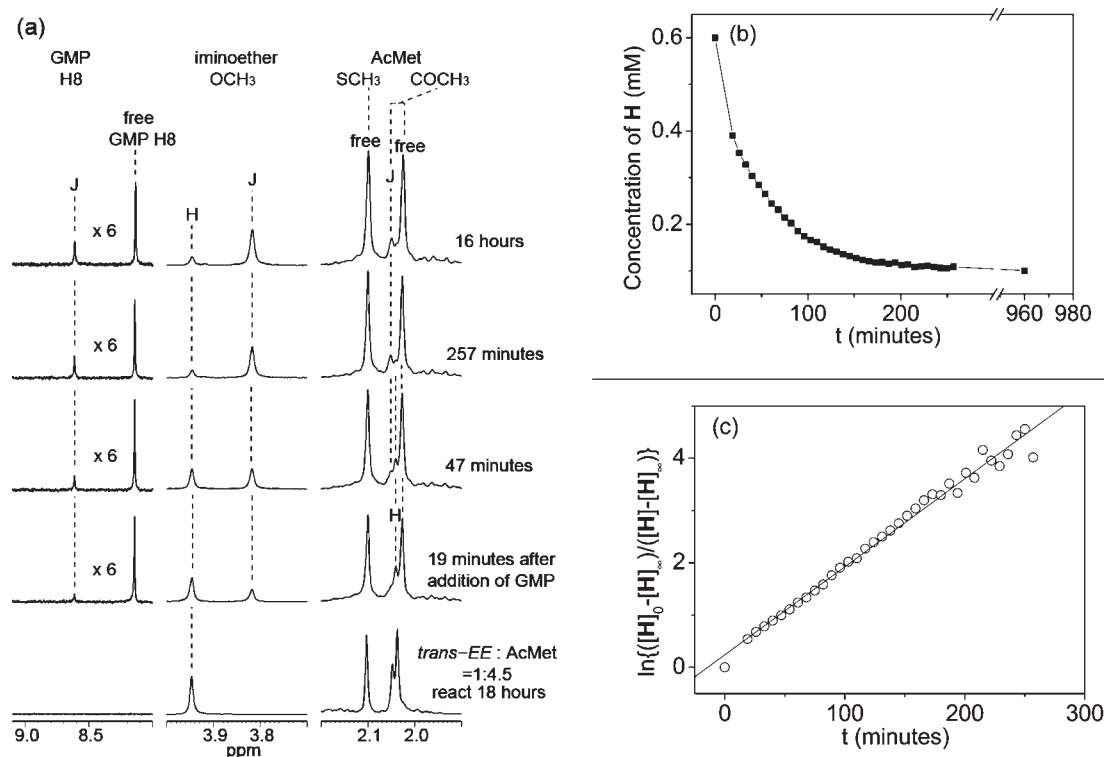 (a)
GMP
H8
iminoether
OCH₃
AcMet
SCH₃
COCH₃
free
GMP H8
free
J
free
J
x 6
H
J
16 hours
x 6
257 minutes
x 6
47 minutes
H
x 6
19 minutes after
addition of GMP
trans-EE : AcMet
=1:4.5
react 18 hours
9.0 8.5 3.9 3.8 2.1 2.0
ppm
(b)
Concentration of H (mM)
0.6
0.4
0.2
0 100 200 960 980
t (minutes)
(c)
ln{([H]₀-[H]∞)/([H]-[H]∞)}
4
2
0
0 100 200 300
t (minutes)